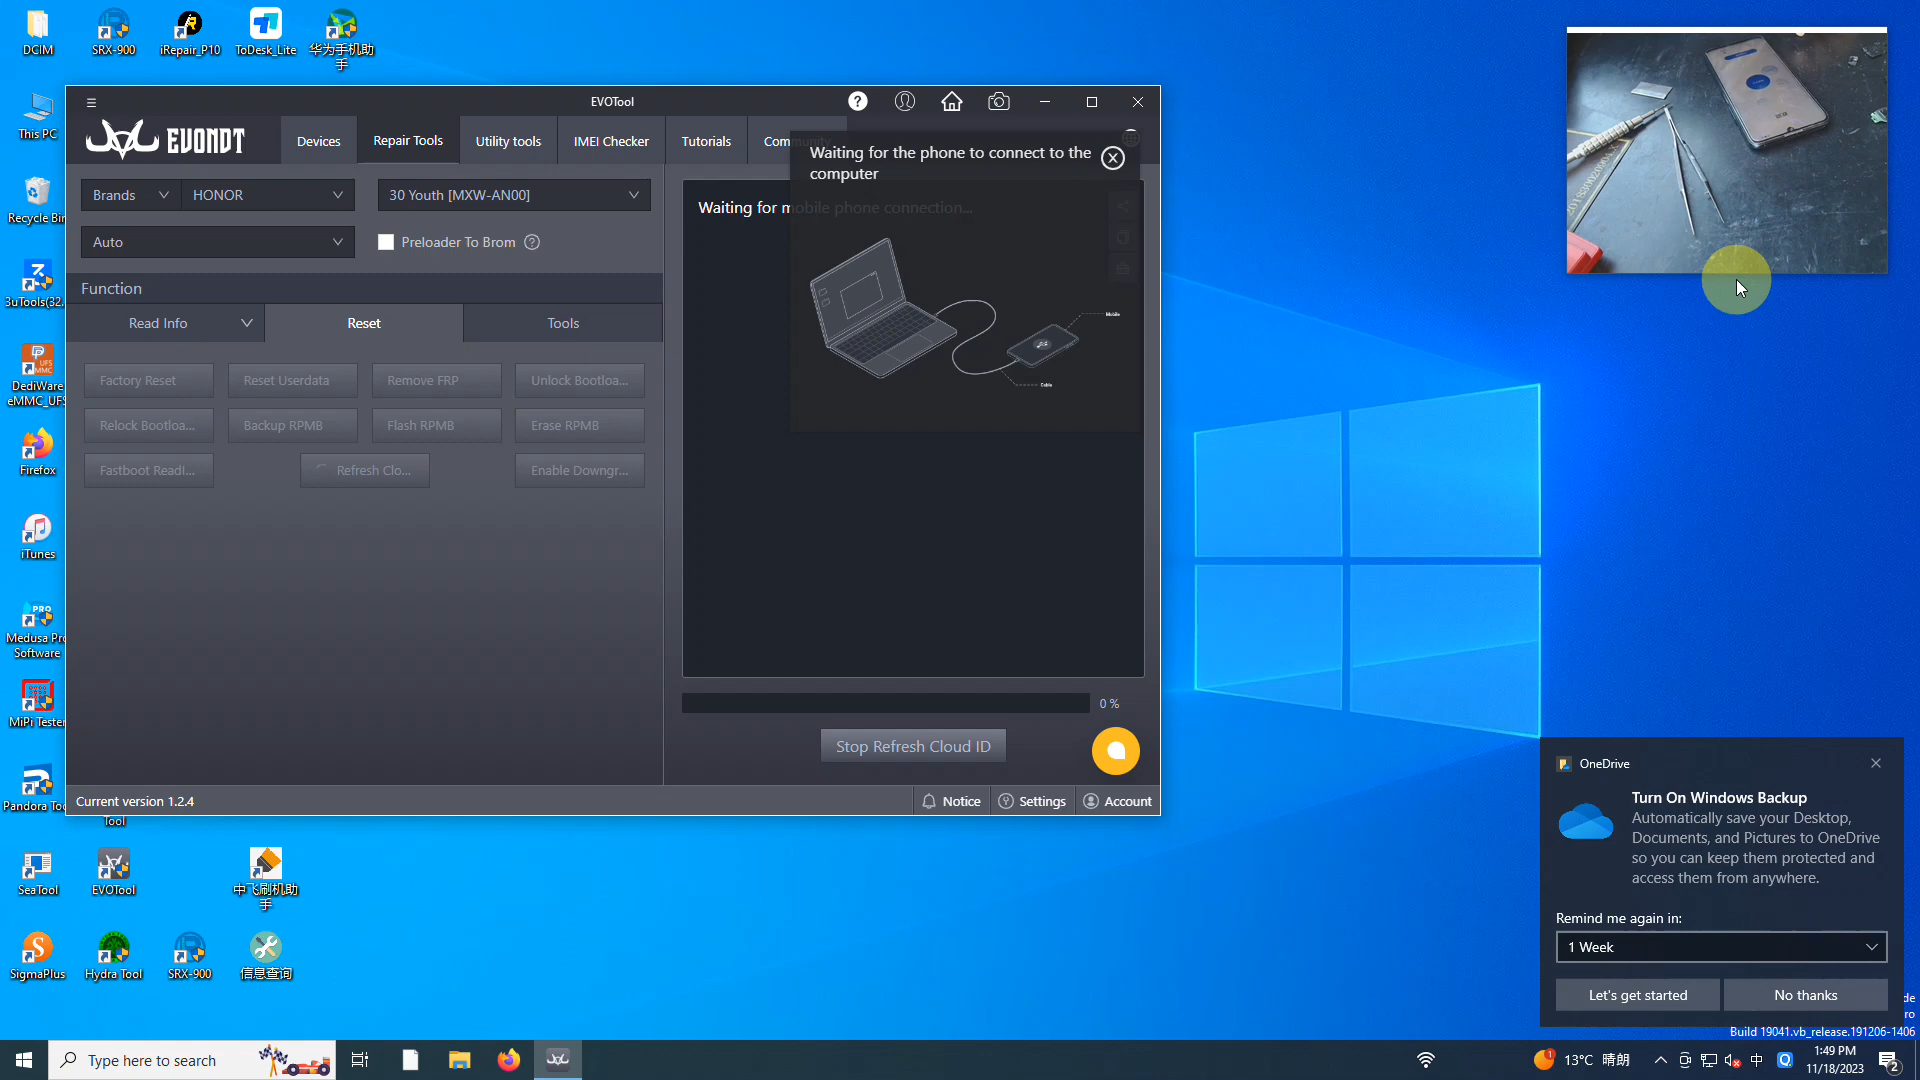 DCIM
SRX-900
iRepair_P10
ToDesk_Lite
华为手机助
手
This PC
Recycle Bin
3uTools(32.
DediWare
eMMC_UFS
Firefox
iTunes
Medusa Pro
Software
MiPi Tester
Pandora Too
Tool
SeaTool
EVOTool
中飞刷机助
手
SigmaPlus
Hydra Tool
SRX-900
信息查询
EVOTool
EVONDT
Devices
Repair Tools
Utility tools
IMEI Checker
Tutorials
Community
Brands
HONOR
30 Youth [MXW-AN00]
Auto
Preloader To Brom
Function
Read Info
Reset
Tools
Factory Reset
Reset Userdata
Remove FRP
Unlock Bootloa...
Relock Bootloa...
Backup RPMB
Flash RPMB
Erase RPMB
Fastboot ReadI...
Refresh Clo...
Enable Downgr...
Waiting for the phone to connect to the
computer
Waiting for mobile phone connection...
Mobile
Cable
0 %
Stop Refresh Cloud ID
Current version 1.2.4
Notice
Settings
Account
OneDrive
Turn On Windows Backup
Automatically save your Desktop,
Documents, and Pictures to OneDrive
so you can keep them protected and
access them from anywhere.
Remind me again in:
1 Week
Let's get started
No thanks
de
ro
Build 19041.vb_release.191206-1406
Type here to search
1
13°C 晴朗
中
1:49 PM
11/18/2023
2